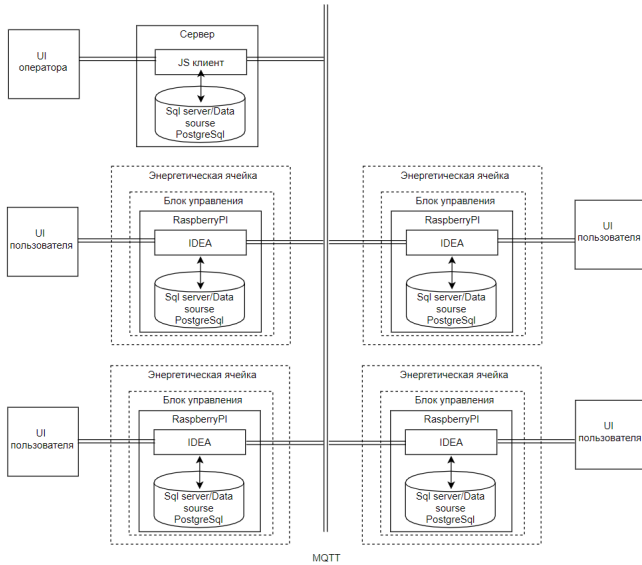 Сервер
UI
оператора
JS клиент
Sql server/Data
sourse
PostgreSql
Энергетическая ячейка
Блок управления
RaspberryPI
UI
пользователя
IDEA
Sql server/Data
sourse
PostgreSql
Энергетическая ячейка
Блок управления
RaspberryPI
IDEA
UI
пользователя
Sql server/Data
sourse
PostgreSql
Энергетическая ячейка
Блок управления
RaspberryPI
UI
пользователя
IDEA
Sql server/Data
sourse
PostgreSql
Энергетическая ячейка
Блок управления
RaspberryPI
IDEA
UI
пользователя
Sql server/Data
sourse
PostgreSql
MQTT